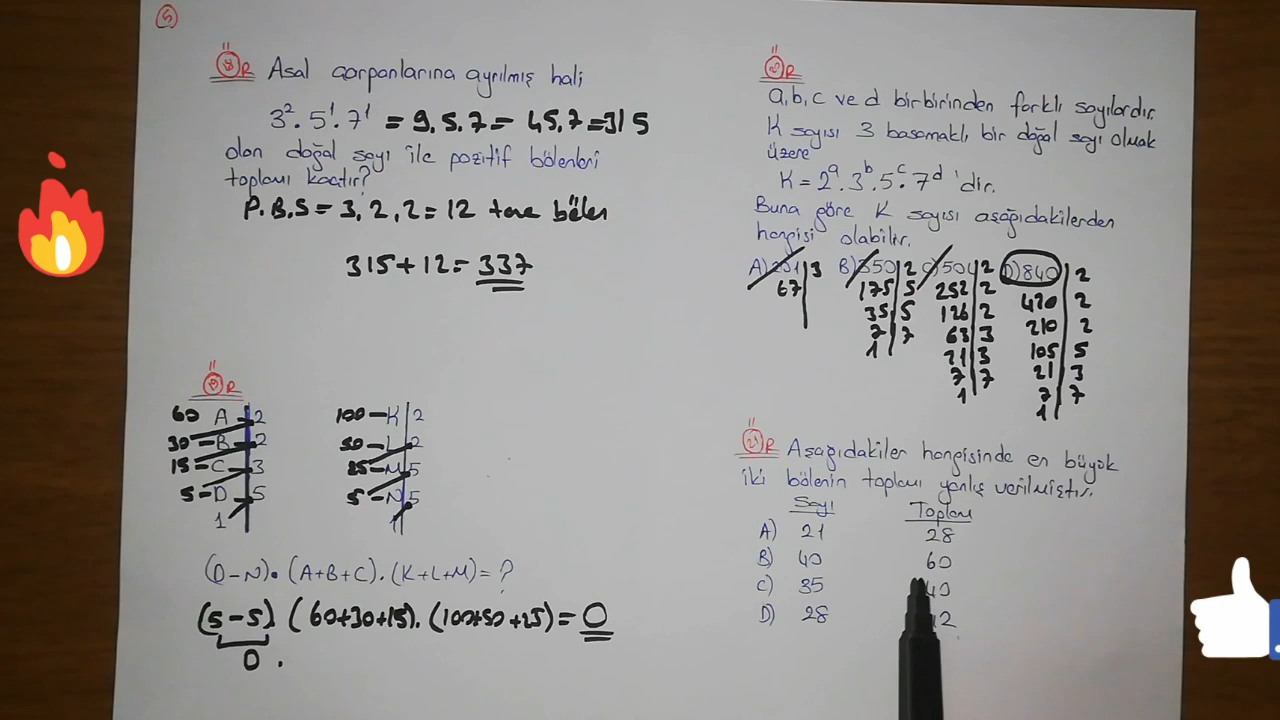 5
18
Asal çarpanlarına ayrılmış hali
3². 5¹. 7¹ = 9.5.7 = 45.7 = 315
olan doğal sayı ile pozitif bölenleri
toplamı kaçtır?
P.B.S = 3.2.2 = 12 tane bölen
315+12= 337
19
60 A 2
30 - B - 2
15 - C - 3
5 - D 5
1
100 - K 2
50 - L 2
25 - M 5
5 - N 5
1
(D-N). (A+B+C). (K+L+M)= ?
(5-5). (60+30+15). (100+50+25) = 0
0 .
20
a, b, c ve d birbirinden farklı sayılardır.
K sayısı 3 basamaklı bir doğal sayı olmak
üzere
K = 2ᵃ. 3ᵇ. 5ᶜ. 7ᵈ 'dir.
Buna göre K sayısı aşağıdakilerden
hangisi olabilir.
A) 201 3
67
B) 350 2
175 5
35 5
7 7
1
C) 504 2
252 2
126 2
63 3
21 3
7 7
1
D) 840 2
420 2
210 2
105 5
21 3
7 7
1
21
Aşağıdakiler hangisinde en büyük
iki bölenin toplamı yanlış verilmiştir.
Sayı Toplam
A) 21 28
B) 40 60
C) 35 40
D) 28